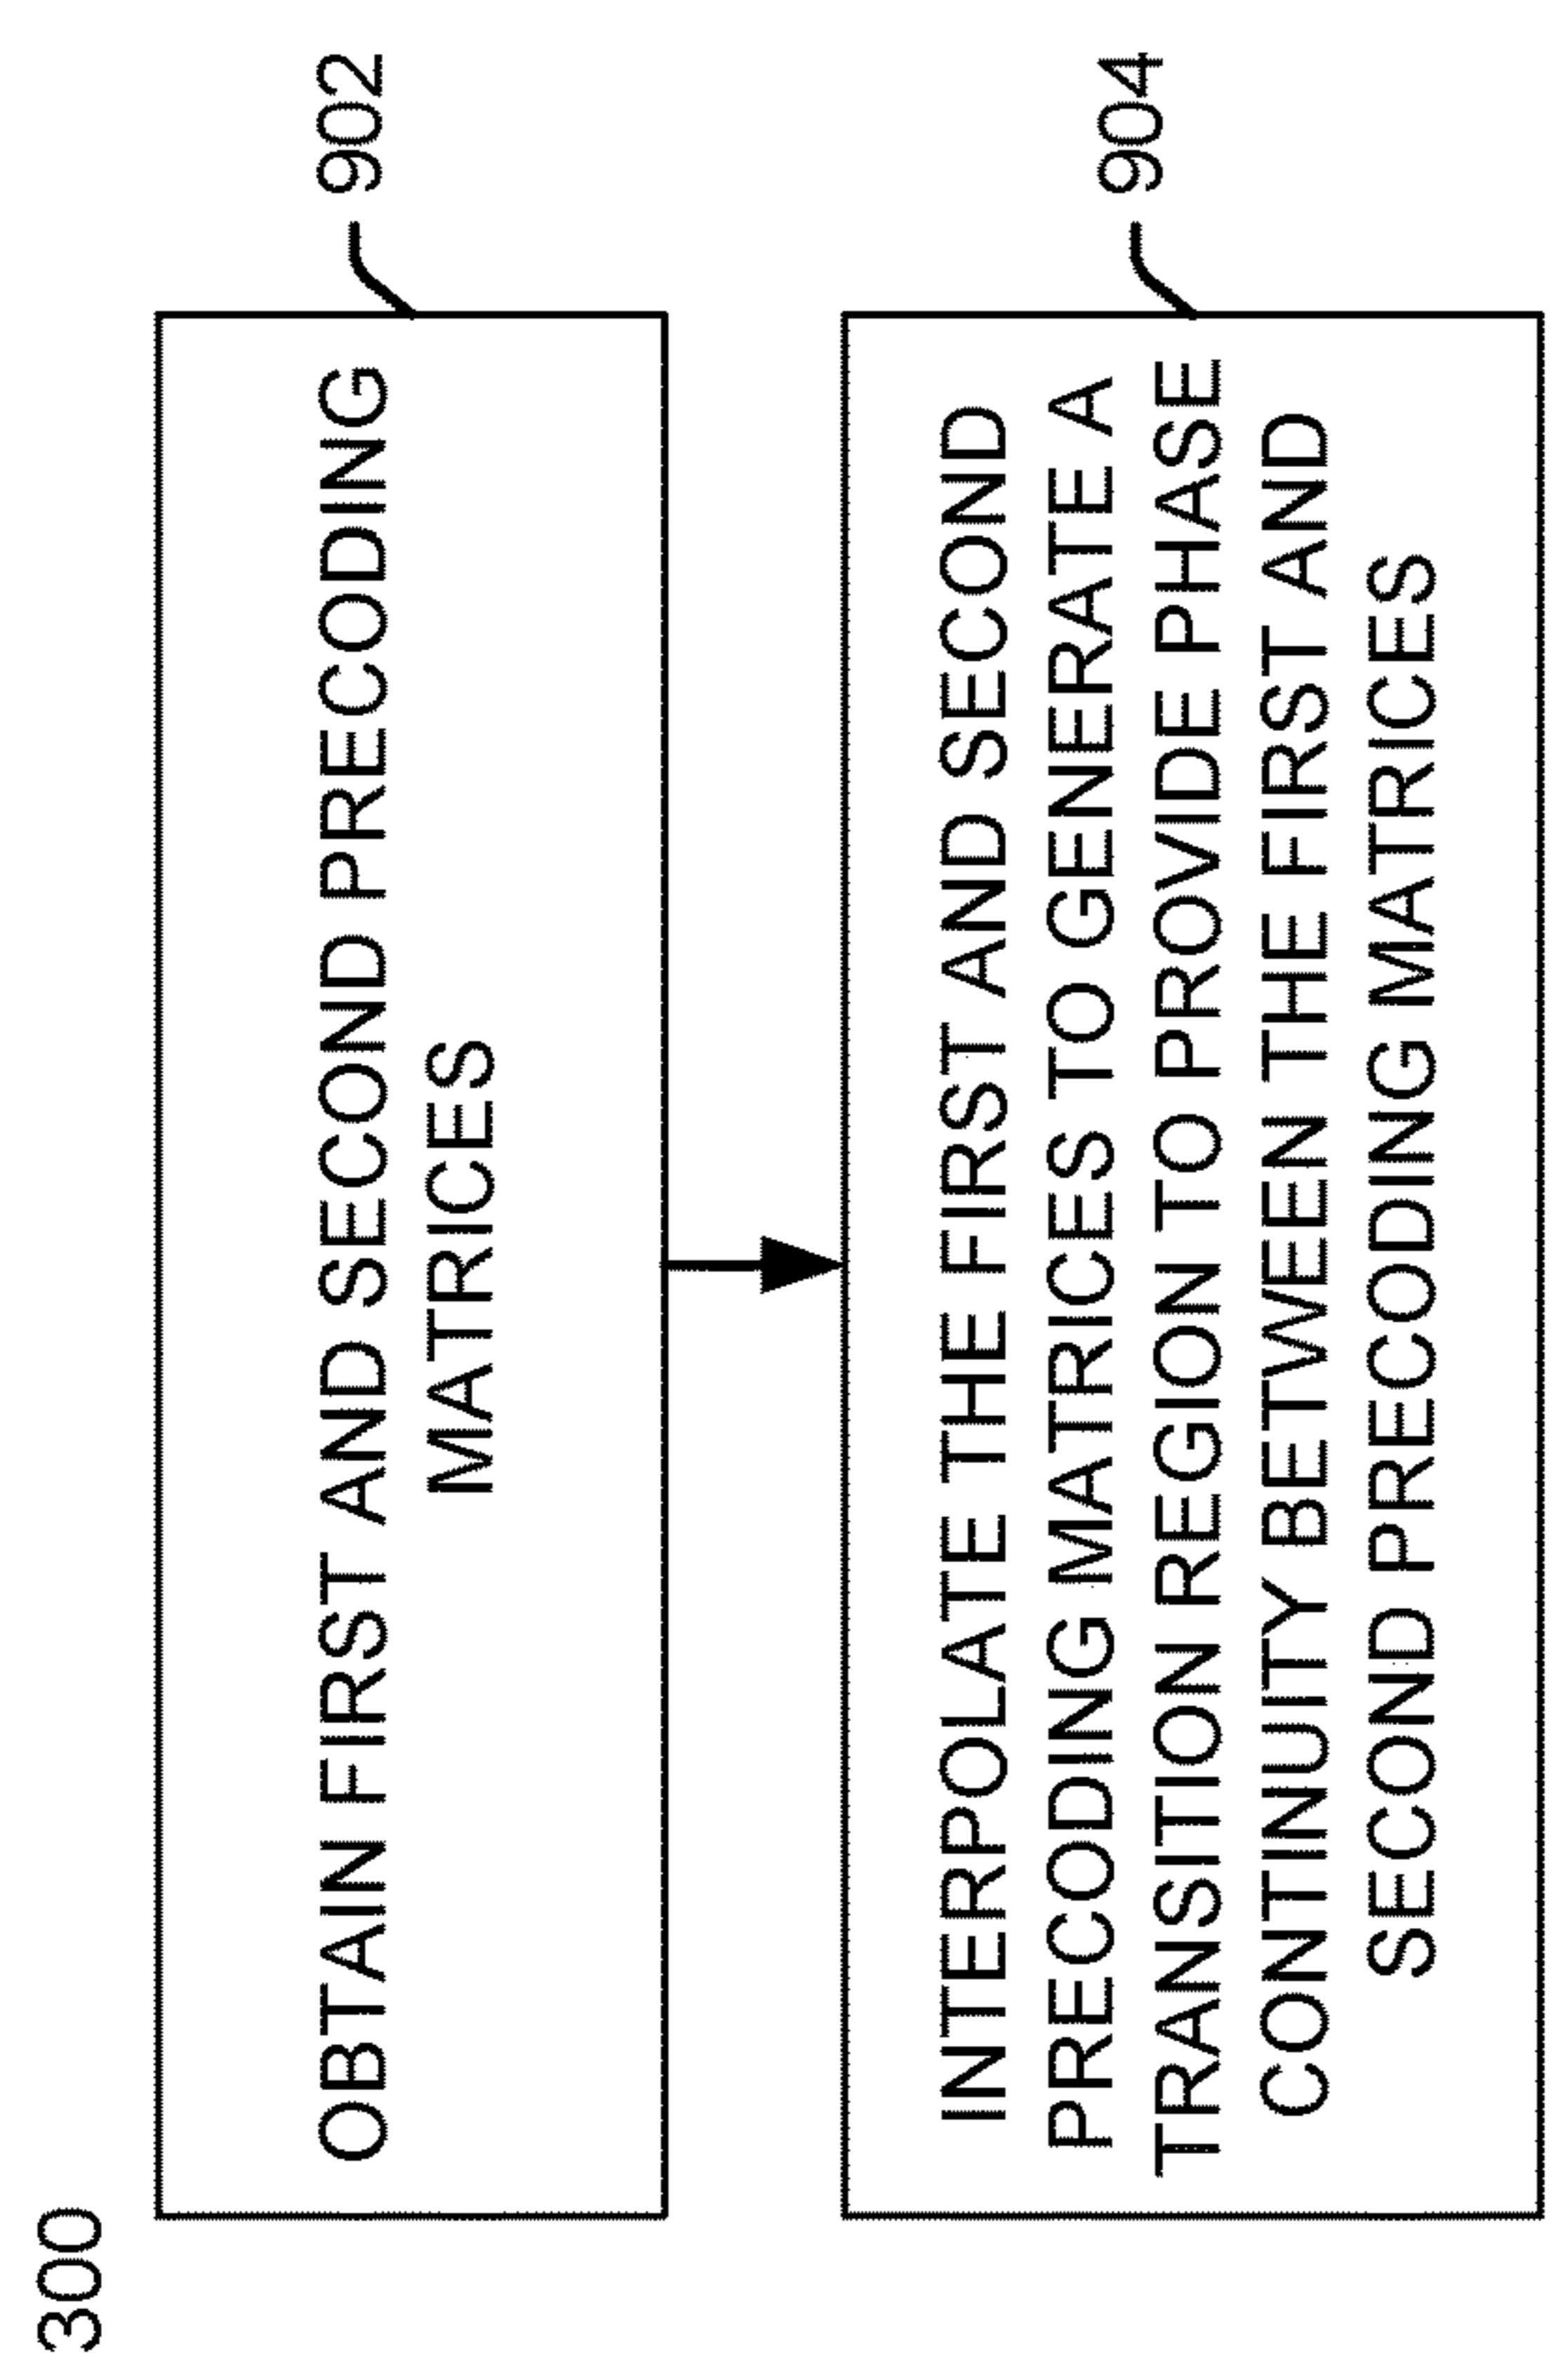 300
OBTAIN FIRST AND SECOND PRECODING
MATRICES
902
INTERPOLATE THE FIRST AND SECOND
PRECODING MATRICES TO GENERATE A
TRANSITION REGION TO PROVIDE PHASE
CONTINUITY BETWEEN THE FIRST AND
SECOND PRECODING MATRICES
904